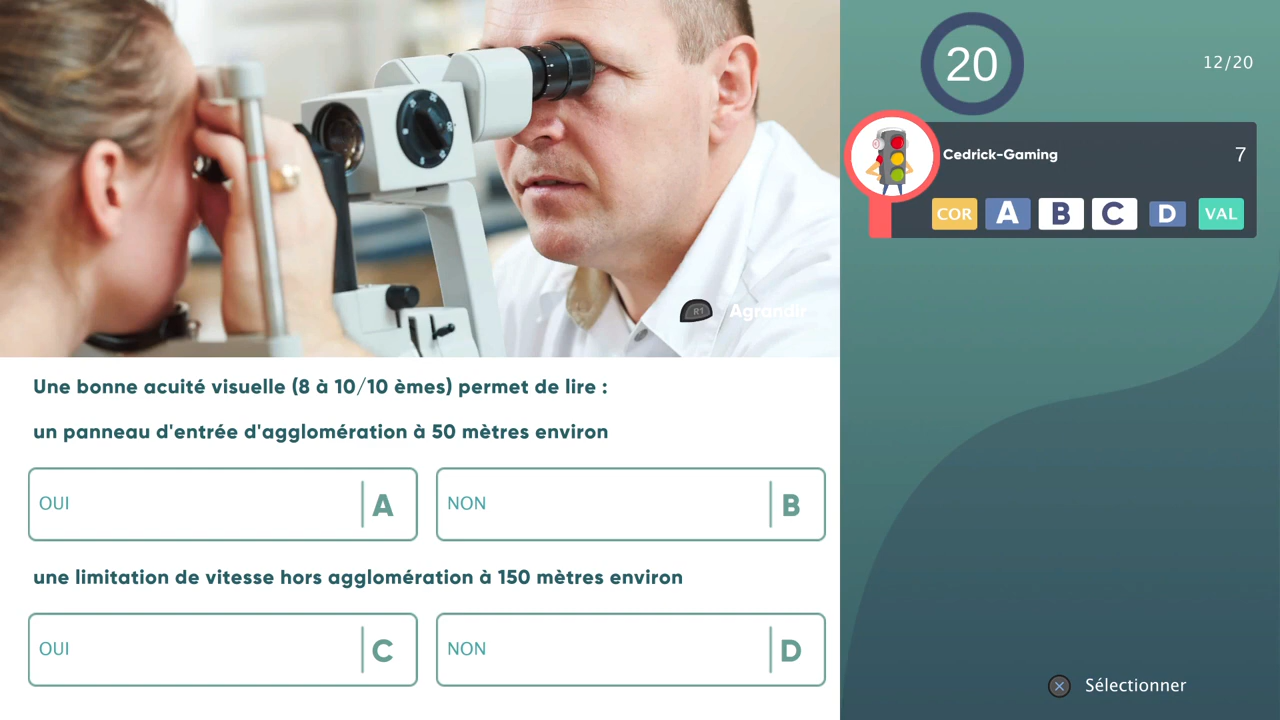 20
12/20
Cedrick-Gaming
7
COR A B C D VAL
R1 Agrandir
Une bonne acuité visuelle (8 à 10/10 èmes) permet de lire :
un panneau d'entrée d'agglomération à 50 mètres environ
OUI A
NON B
une limitation de vitesse hors agglomération à 150 mètres environ
OUI C
NON D
Sélectionner